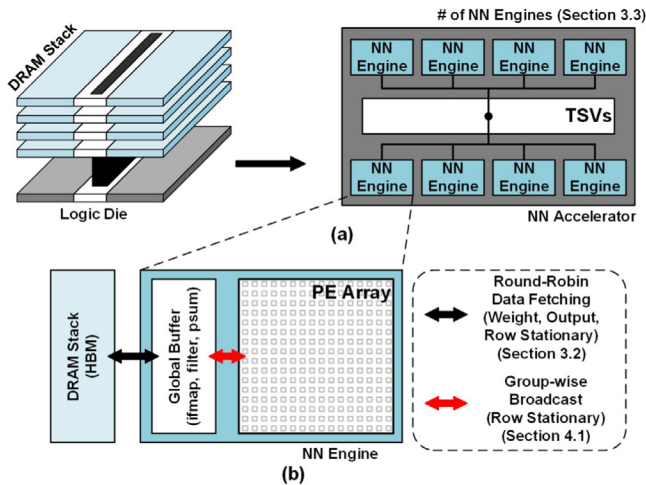 # of NN Engines (Section 3.3)
DRAM Stack
NN
Engine
NN
Engine
NN
Engine
NN
Engine
TSVs
NN
Engine
NN
Engine
NN
Engine
NN
Engine
Logic Die
NN Accelerator
(a)
DRAM Stack
(HBM)
Global Buffer
(ifmap, filter, psum)
PE Array
NN Engine
Round-Robin
Data Fetching
(Weight, Output,
Row Stationary)
(Section 3.2)
Group-wise
Broadcast
(Row Stationary)
(Section 4.1)
(b)